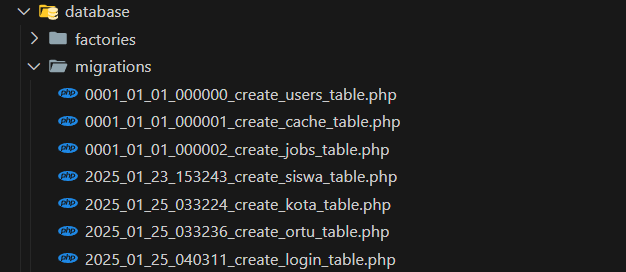 database
factories
migrations
php 0001_01_01_000000_create_users_table.php
php 0001_01_01_000001_create_cache_table.php
php 0001_01_01_000002_create_jobs_table.php
php 2025_01_23_153243_create_siswa_table.php
php 2025_01_25_033224_create_kota_table.php
php 2025_01_25_033236_create_ortu_table.php
php 2025_01_25_040311_create_login_table.php